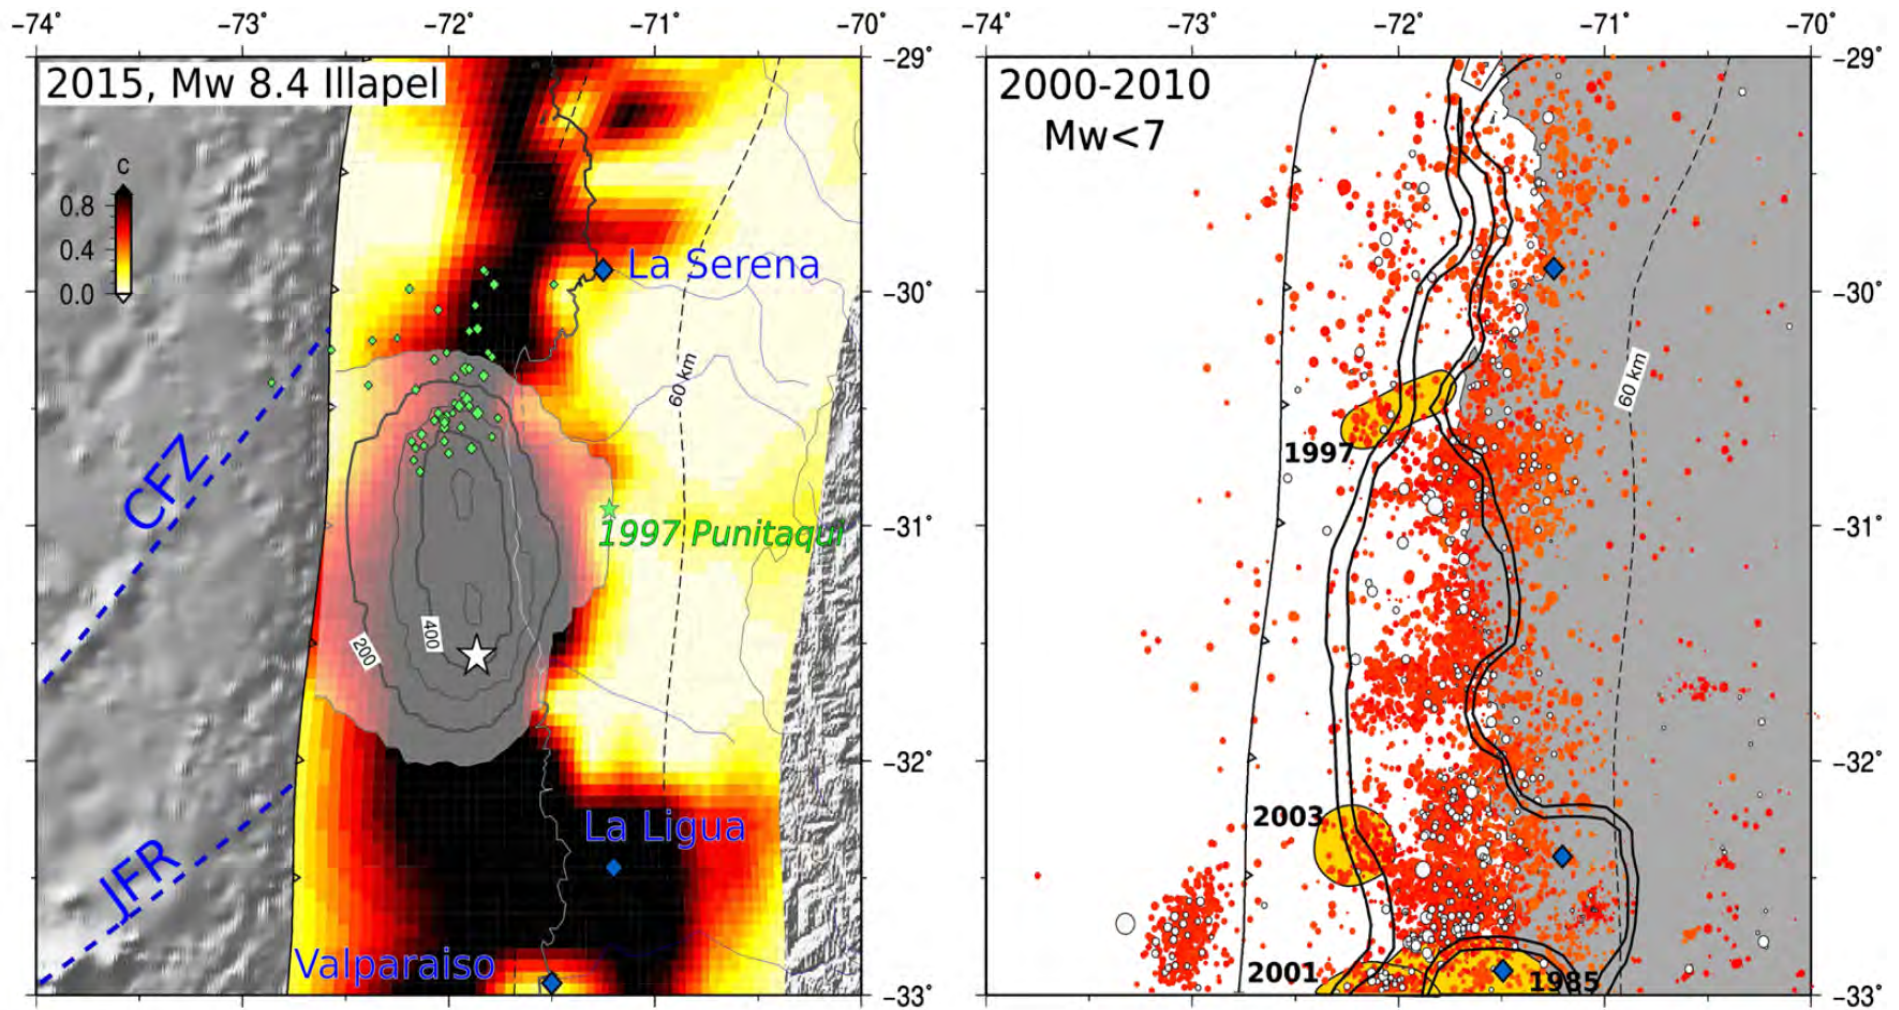 -74° -73° -72° -71° -70°
2015, Mw 8.4 Illapel
c
0.8
0.4
0.0
-29°
-30°
-31°
-32°
-33°
La Serena
60 km
CFZ
1997 Punitaqui
200
400
JFR
La Ligua
Valparaiso
-74° -73° -72° -71° -70°
2000-2010
Mw<7
-29°
-30°
-31°
-32°
-33°
60 km
1997
2003
2001
1985